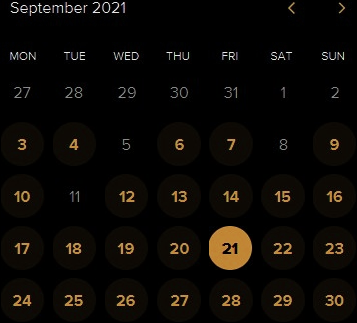 September 2021
MON TUE WED THU FRI SAT SUN
27 28 29 30 31 1 2
3 4 5 6 7 8 9
10 11 12 13 14 15 16
17 18 19 20 21 22 23
24 25 26 27 28 29 30